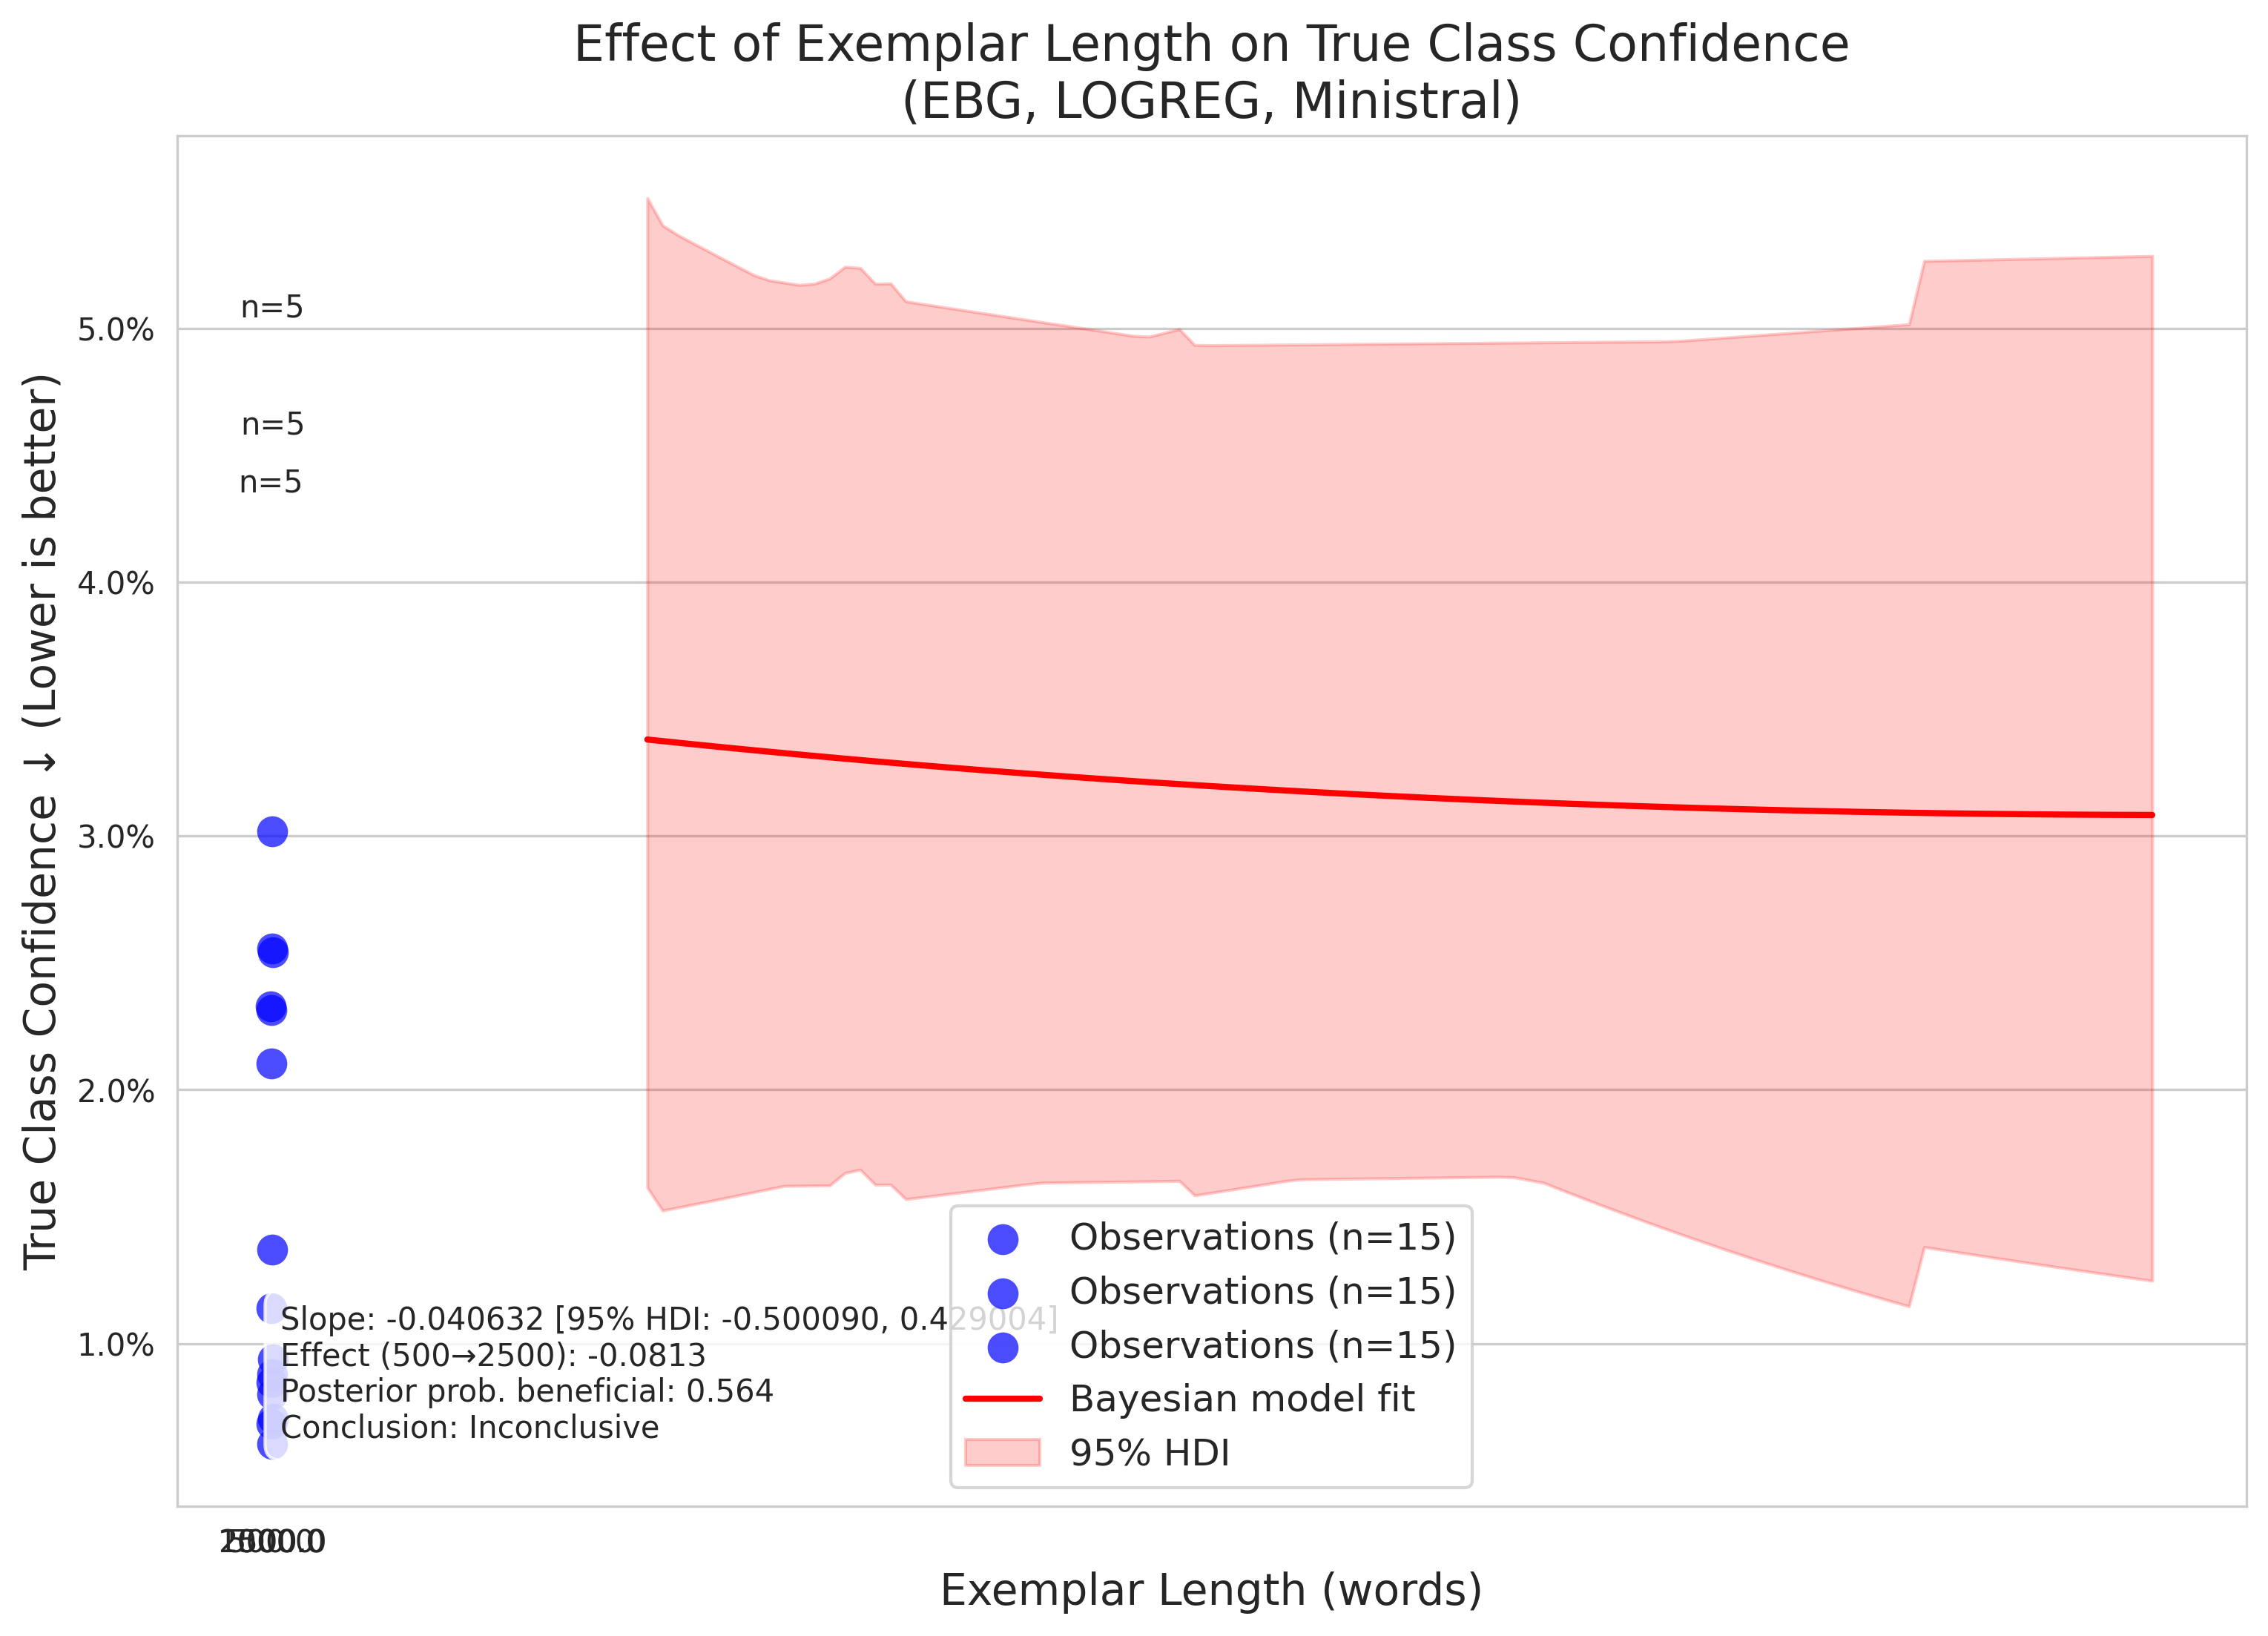 Effect of Exemplar Length on True Class Confidence
(EBG, LOGREG, Ministral)
True Class Confidence ↓ (Lower is better)
5.0%
4.0%
3.0%
2.0%
1.0%
n=5
n=5
n=5
Slope: -0.040632 [95% HDI: -0.500090, 0.429004]
Effect (500→2500): -0.0813
Posterior prob. beneficial: 0.564
Conclusion: Inconclusive
Observations (n=15)
Observations (n=15)
Observations (n=15)
Bayesian model fit
95% HDI
Exemplar Length (words)